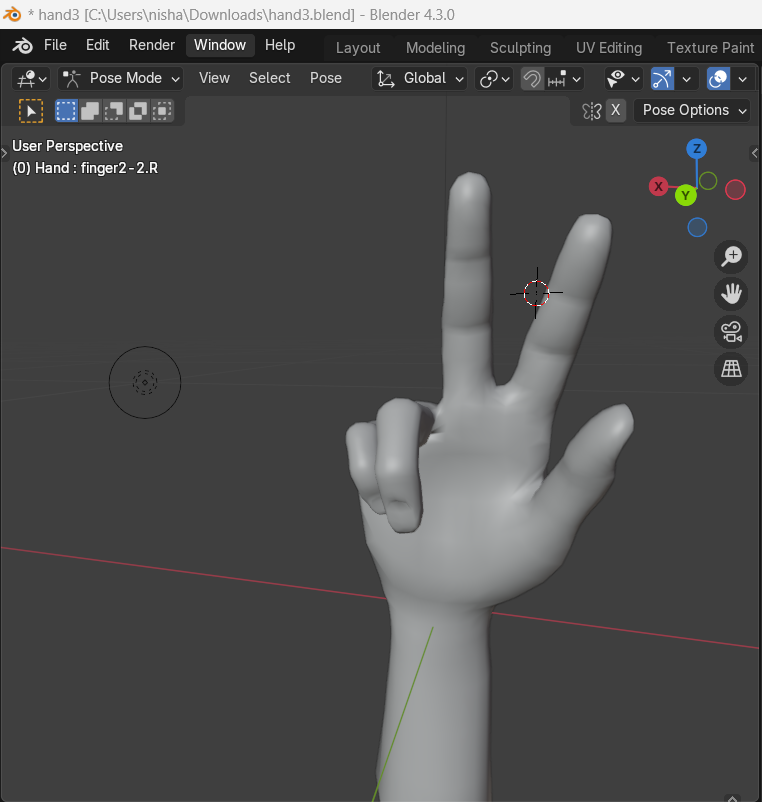 * hand3 [C:\Users\nisha\Downloads\hand3.blend] - Blender 4.3.0
File Edit Render Window Help Layout Modeling Sculpting UV Editing Texture Paint
Pose Mode View Select Pose Global
X Pose Options
User Perspective
(0) Hand : finger2-2.R
Z
X
Y